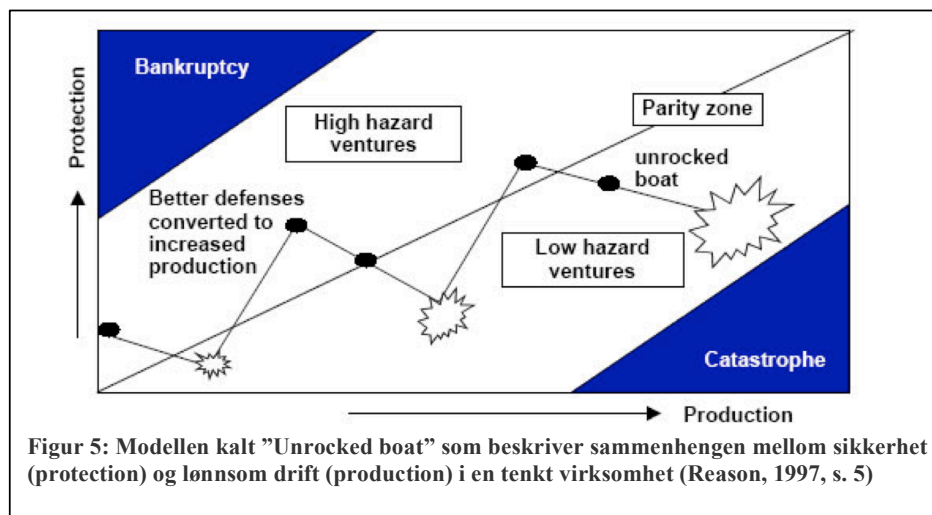 Bankruptcy
Protection
High hazard
ventures
Parity zone
unrocked
boat
Better defenses
converted to
increased
production
Low hazard
ventures
Catastrophe
Production
Figur 5: Modellen kalt ”Unrocked boat” som beskriver sammenhengen mellom sikkerhet
(protection) og lønnsom drift (production) i en tenkt virksomhet (Reason, 1997, s. 5)